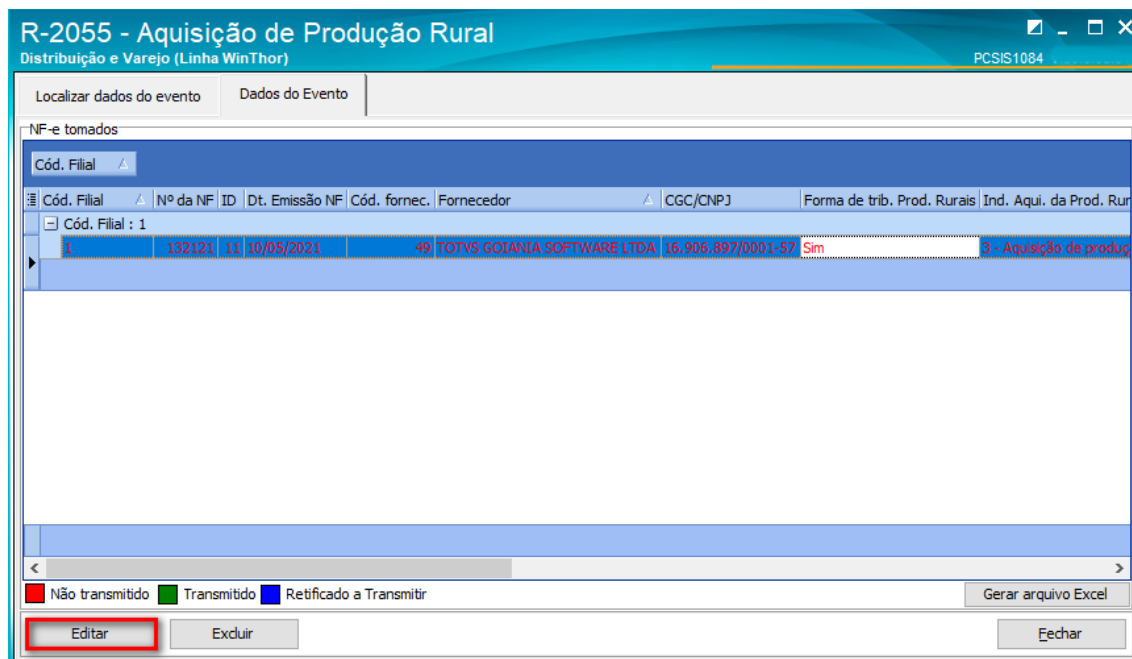 R-2055 - Aquisição de Produção Rural
Distribuição e Varejo (Linha WinThor)
PCSIS1084
Localizar dados do evento Dados do Evento
NF-e tomados
Cód. Filial
Cód. Filial Nº da NF ID Dt. Emissão NF Cód. fornec. Fornecedor CGC/CNPJ Forma de trib. Prod. Rurais Ind. Aqui. da Prod. Rur
Cód. Filial : 1
1 132121 11 10/05/2021 49 TOTVS GOIANIA SOFTWARE LTDA 16.906.897/0001-57 Sim 3 - Aquisição de produç
Não transmitido Transmitido Retificado a Transmitir Gerar arquivo Excel
Editar Excluir Fechar